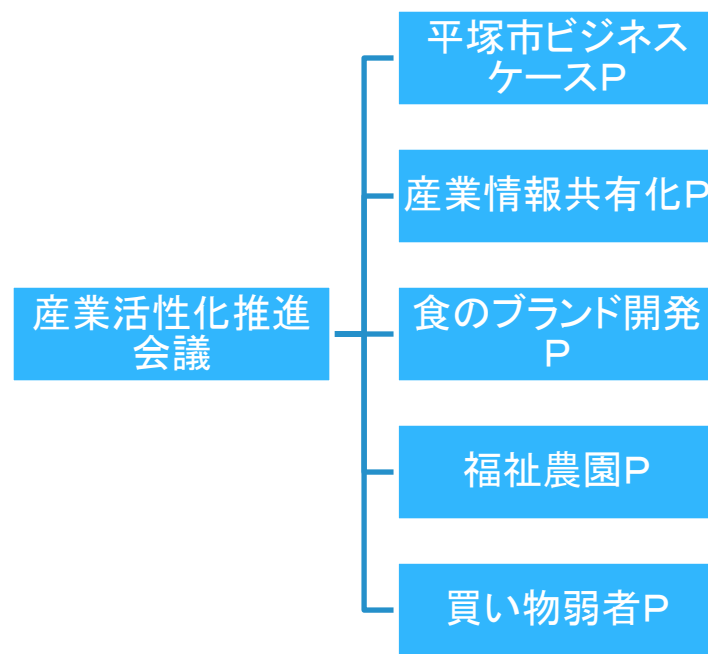 産業活性化推進
会議
平塚市ビジネス
ケースＰ
産業情報共有化Ｐ
食のブランド開発
Ｐ
福祉農園Ｐ
買い物弱者Ｐ